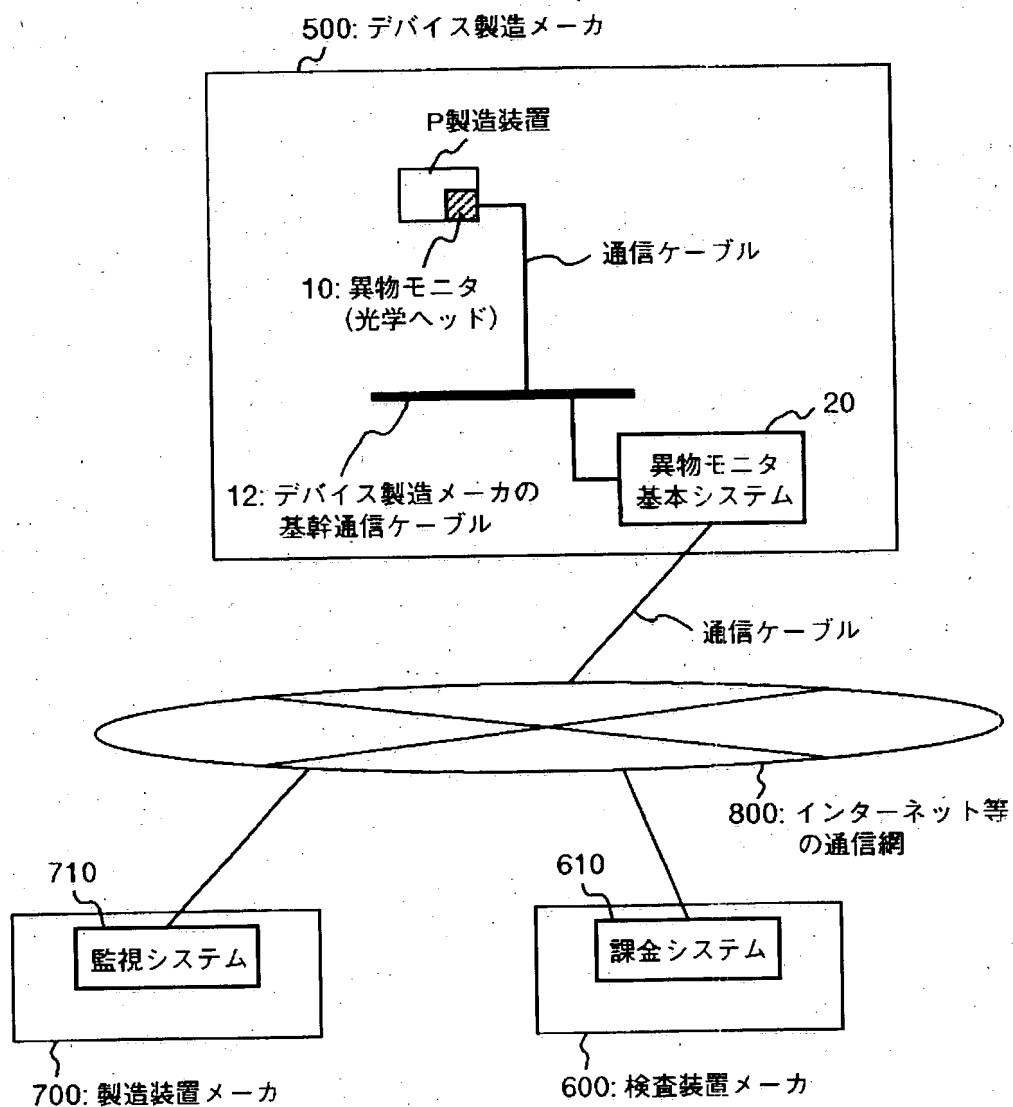 500: デバイス製造メーカ
P製造装置
通信ケーブル
10: 異物モニタ
(光学ヘッド)
20
異物モニタ
基本システム
12: デバイス製造メーカの
基幹通信ケーブル
通信ケーブル
800: インターネット等
の通信網
710
監視システム
610
課金システム
700: 製造装置メーカ
600: 検査装置メーカ